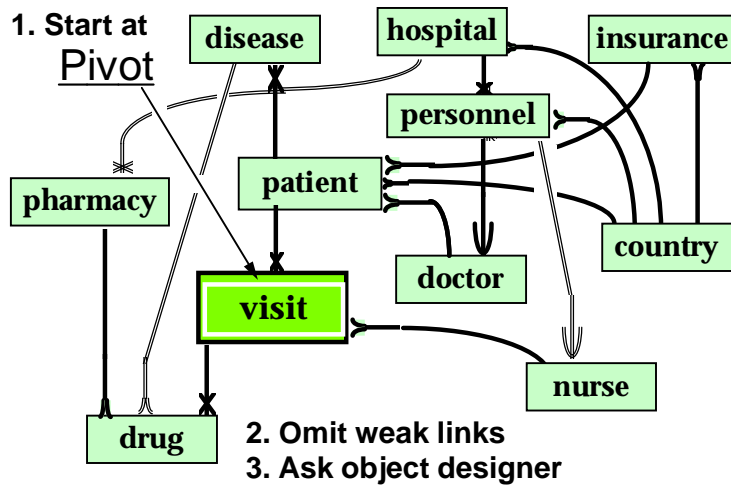 1. Start at
Pivot
disease
hospital
insurance
personnel
patient
pharmacy
country
doctor
visit
nurse
drug
2. Omit weak links
3. Ask object designer